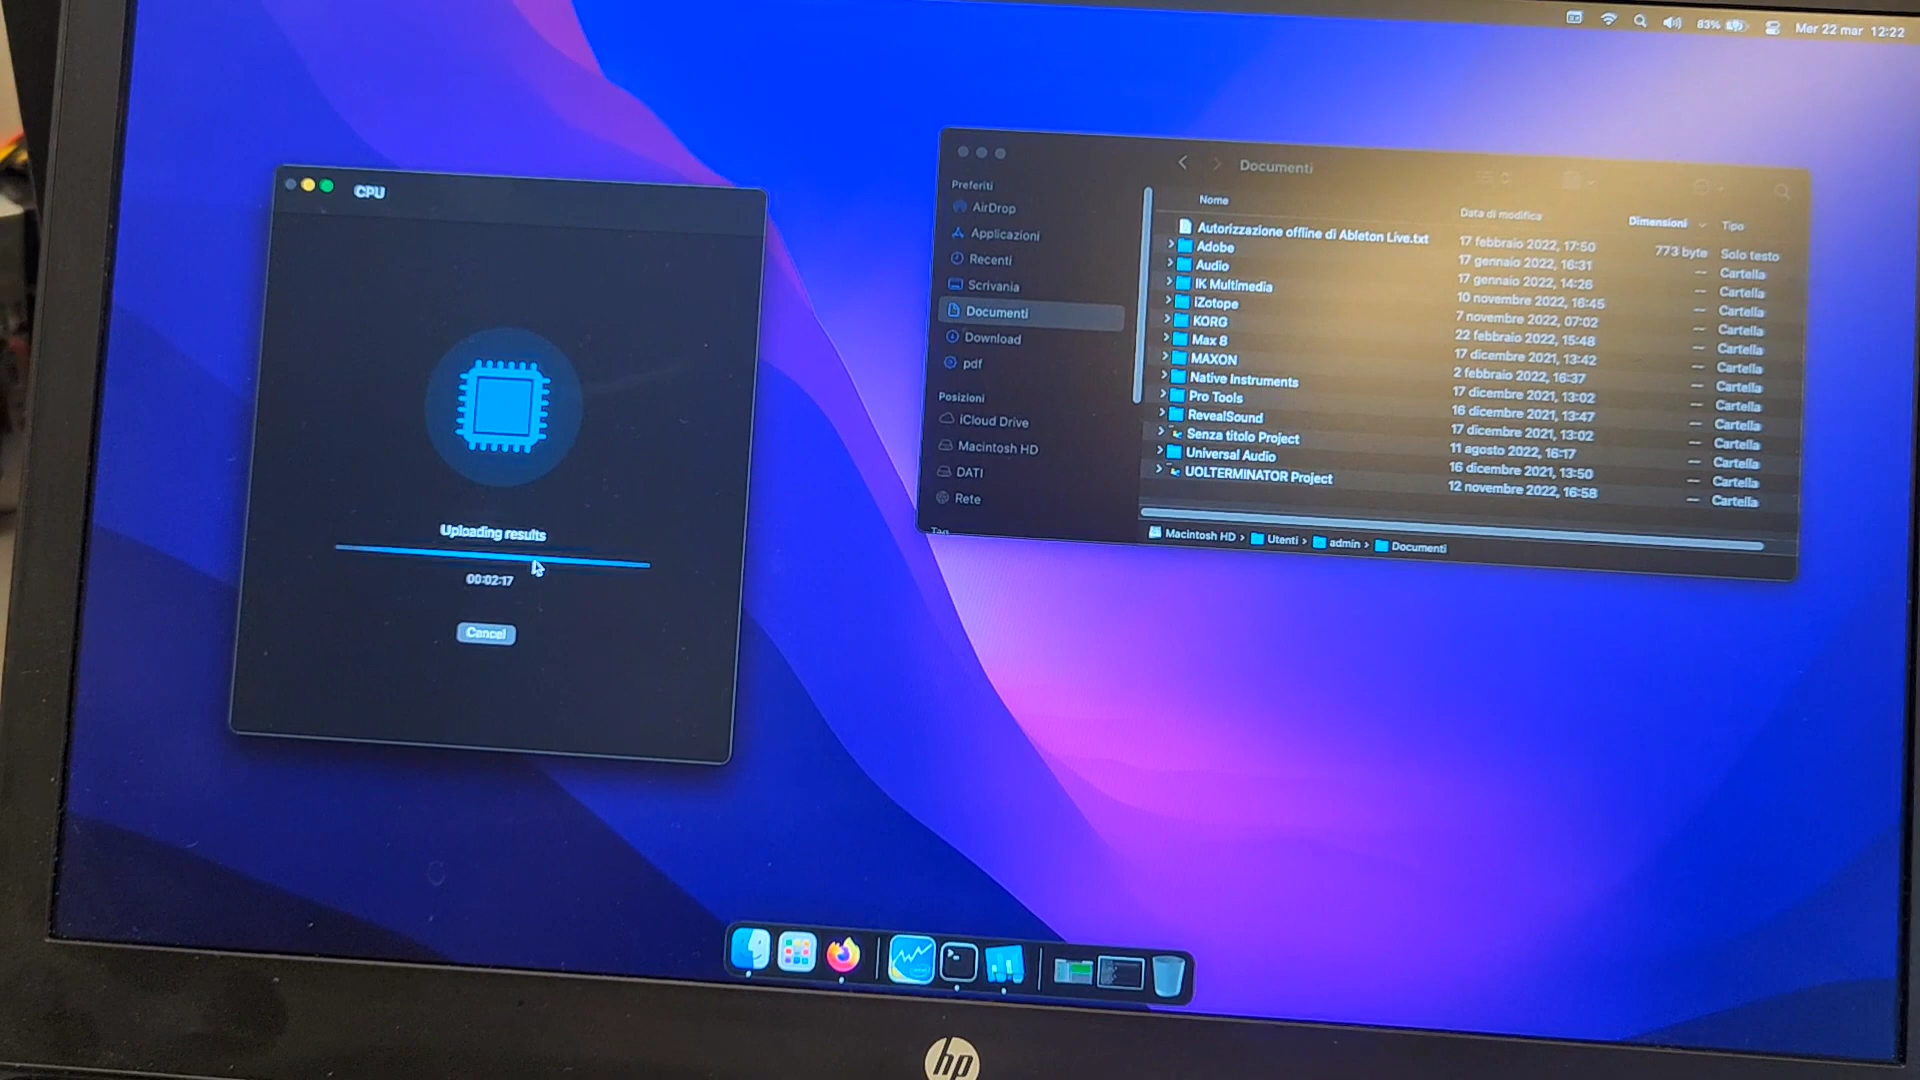 83%
Mer 22 mar 12:22
CPU
Uploading results
00:02:17
Cancel
Documenti
Preferiti
AirDrop
Applicazioni
Recenti
Scrivania
Documenti
Download
pdf
Posizioni
iCloud Drive
Macintosh HD
DATI
Rete
Tag
Nome Data di modifica Dimensioni Tipo
Autorizzazione offline di Ableton Live.txt 17 febbraio 2022, 17:50 773 byte Solo testo
Adobe 17 gennaio 2022, 16:31 -- Cartella
Audio 17 gennaio 2022, 14:26 -- Cartella
IK Multimedia 10 novembre 2022, 16:45 -- Cartella
iZotope 7 novembre 2022, 07:02 -- Cartella
KORG 22 febbraio 2022, 15:48 -- Cartella
Max 8 17 dicembre 2021, 13:42 -- Cartella
MAXON 2 febbraio 2022, 16:37 -- Cartella
Native Instruments 17 dicembre 2021, 13:02 -- Cartella
Pro Tools 16 dicembre 2021, 13:47 -- Cartella
RevealSound 17 dicembre 2021, 13:02 -- Cartella
Senza titolo Project 11 agosto 2022, 16:17 -- Cartella
Universal Audio 16 dicembre 2021, 13:50 -- Cartella
UOLTERMINATOR Project 12 novembre 2022, 16:58 -- Cartella
Macintosh HD › Utenti › admin › Documenti
hp